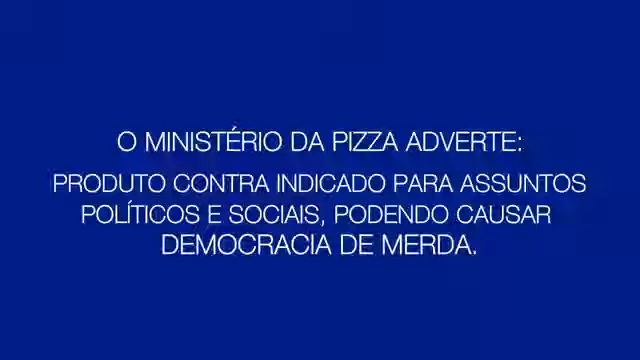 O MINISTÉRIO DA PIZZA ADVERTE:
PRODUTO CONTRA INDICADO PARA ASSUNTOS
POLÍTICOS E SOCIAIS, PODENDO CAUSAR
DEMOCRACIA DE MERDA.